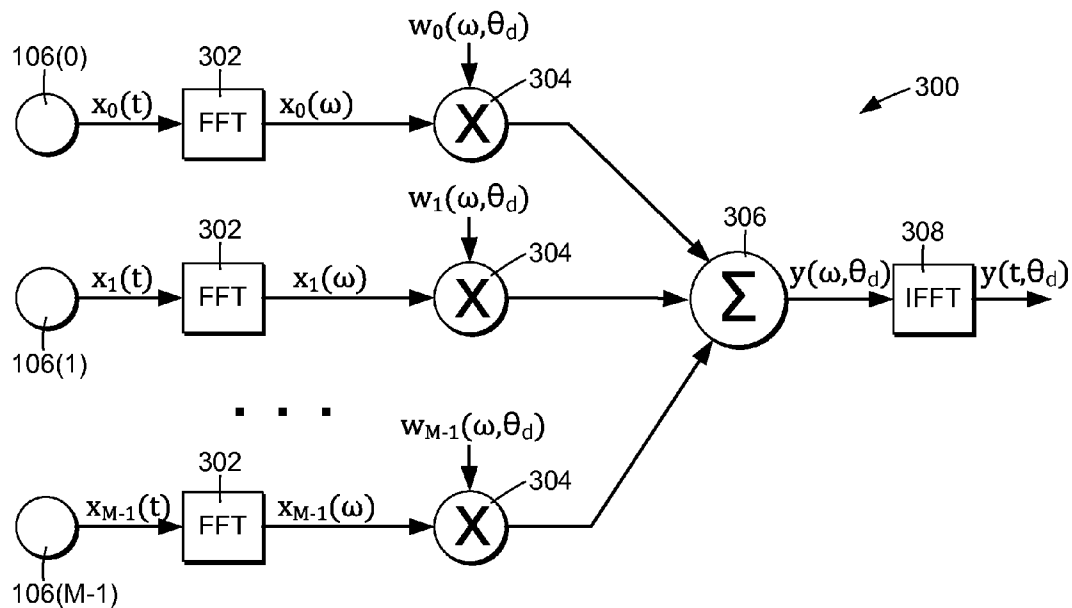 106(0)
x₀(t)
302
FFT
x₀(ω)
w₀(ω,θd)
304
X
300
106(1)
x₁(t)
302
FFT
x₁(ω)
w₁(ω,θd)
304
X
306
Σ
y(ω,θd)
308
IFFT
y(t,θd)
. . .
106(M-1)
xM-1(t)
302
FFT
xM-1(ω)
wM-1(ω,θd)
304
X